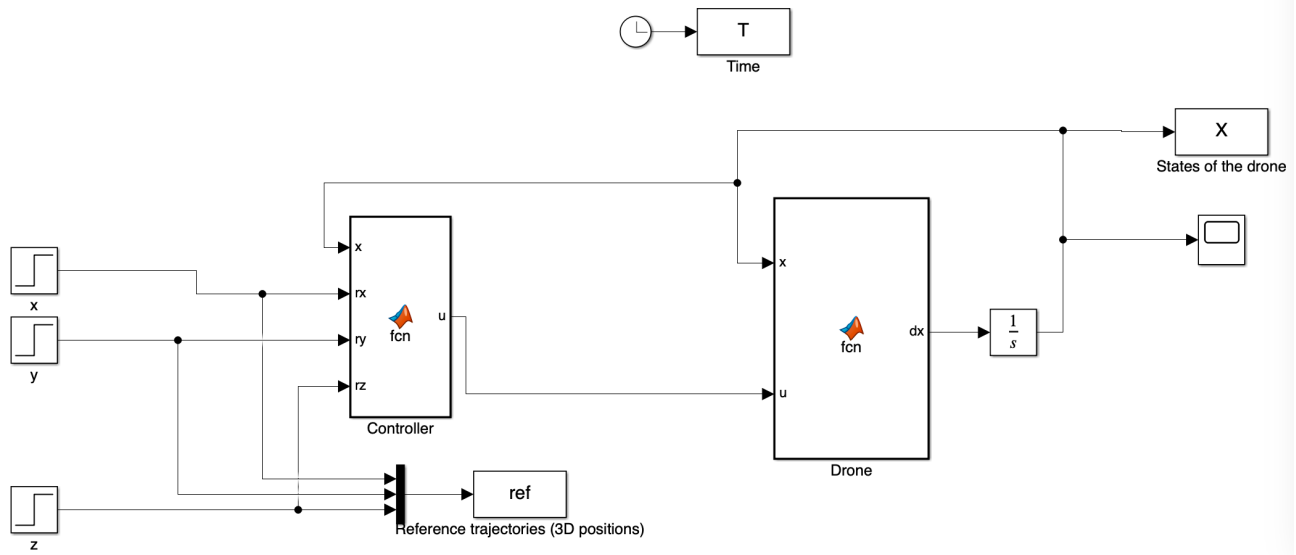 T
Time
X
States of the drone
x
rx
ry
rz
fcn
u
Controller
x
u
fcn
dx
Drone
1
s
x
y
z
ref
Reference trajectories (3D positions)